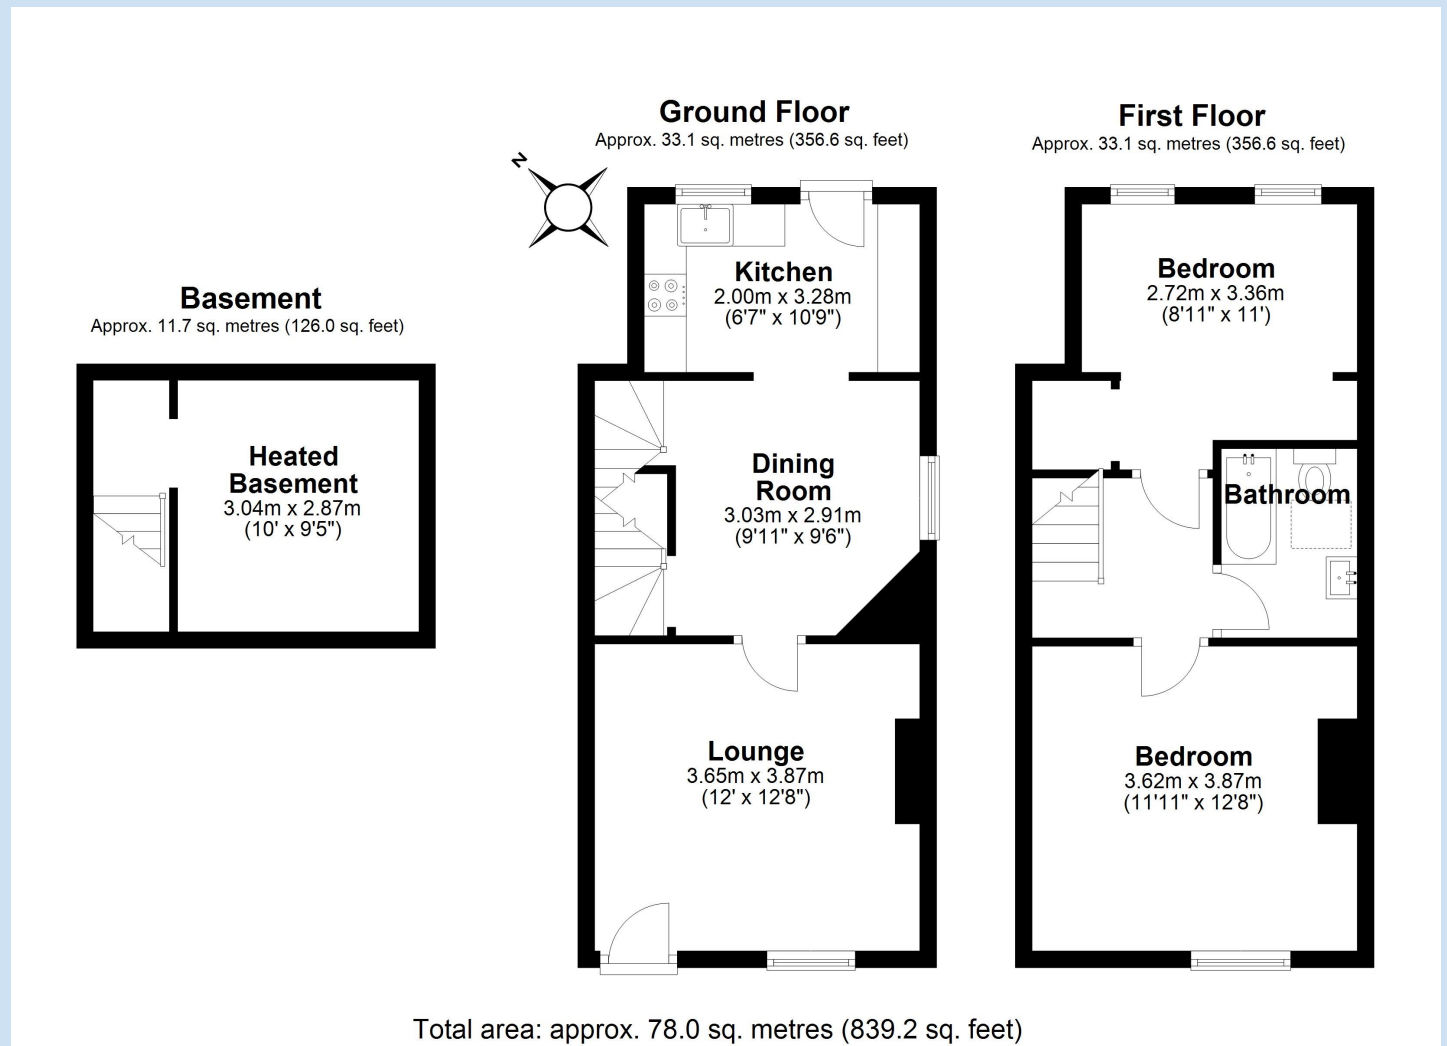 Ground Floor
Approx. 33.1 sq. metres (356.6 sq. feet)
First Floor
Approx. 33.1 sq. metres (356.6 sq. feet)
N
Kitchen
2.00m x 3.28m
(6'7" x 10'9")
Bedroom
2.72m x 3.36m
(8'11" x 11')
Basement
Approx. 11.7 sq. metres (126.0 sq. feet)
Heated
Basement
3.04m x 2.87m
(10' x 9'5")
Dining
Room
3.03m x 2.91m
(9'11" x 9'6")
Bathroom
Lounge
3.65m x 3.87m
(12' x 12'8")
Bedroom
3.62m x 3.87m
(11'11" x 12'8")
Total area: approx. 78.0 sq. metres (839.2 sq. feet)